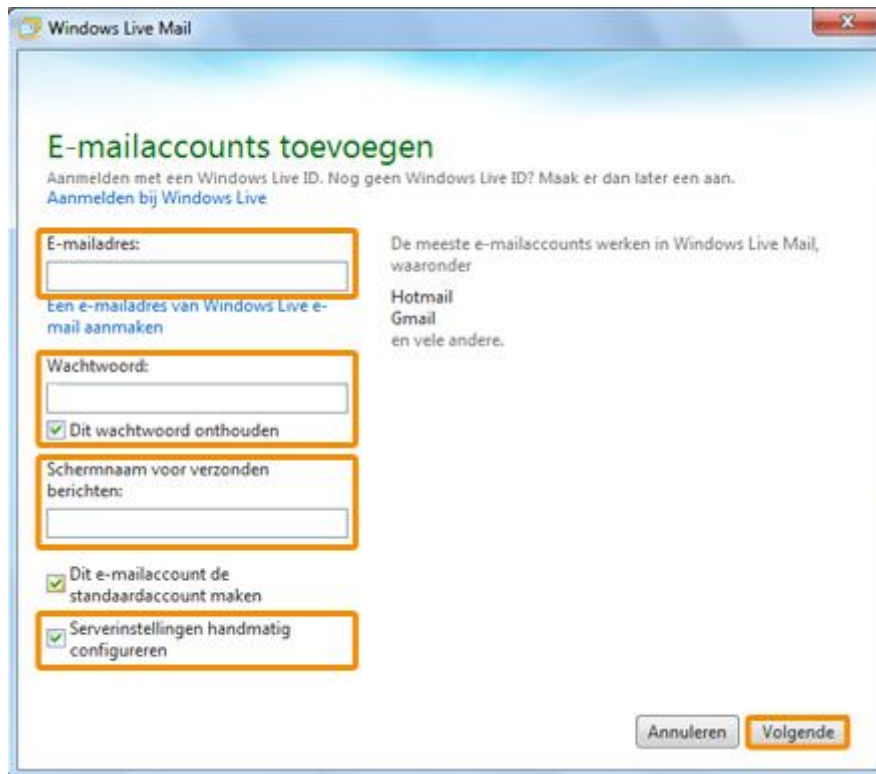 Windows Live Mail
E-mailaccounts toevoegen
Aanmelden met een Windows Live ID. Nog geen Windows Live ID? Maak er dan later een aan.
Aanmelden bij Windows Live
E-mailadres:
Een e-mailadres van Windows Live e-
mail aanmaken
Wachtwoord:
Dit wachtwoord onthouden
Schermnaam voor verzonden
berichten:
Dit e-mailaccount de
standaardaccount maken
Serverinstellingen handmatig
configureren
De meeste e-mailaccounts werken in Windows Live Mail,
waaronder
Hotmail
Gmail
en vele andere.
Annuleren
Volgende